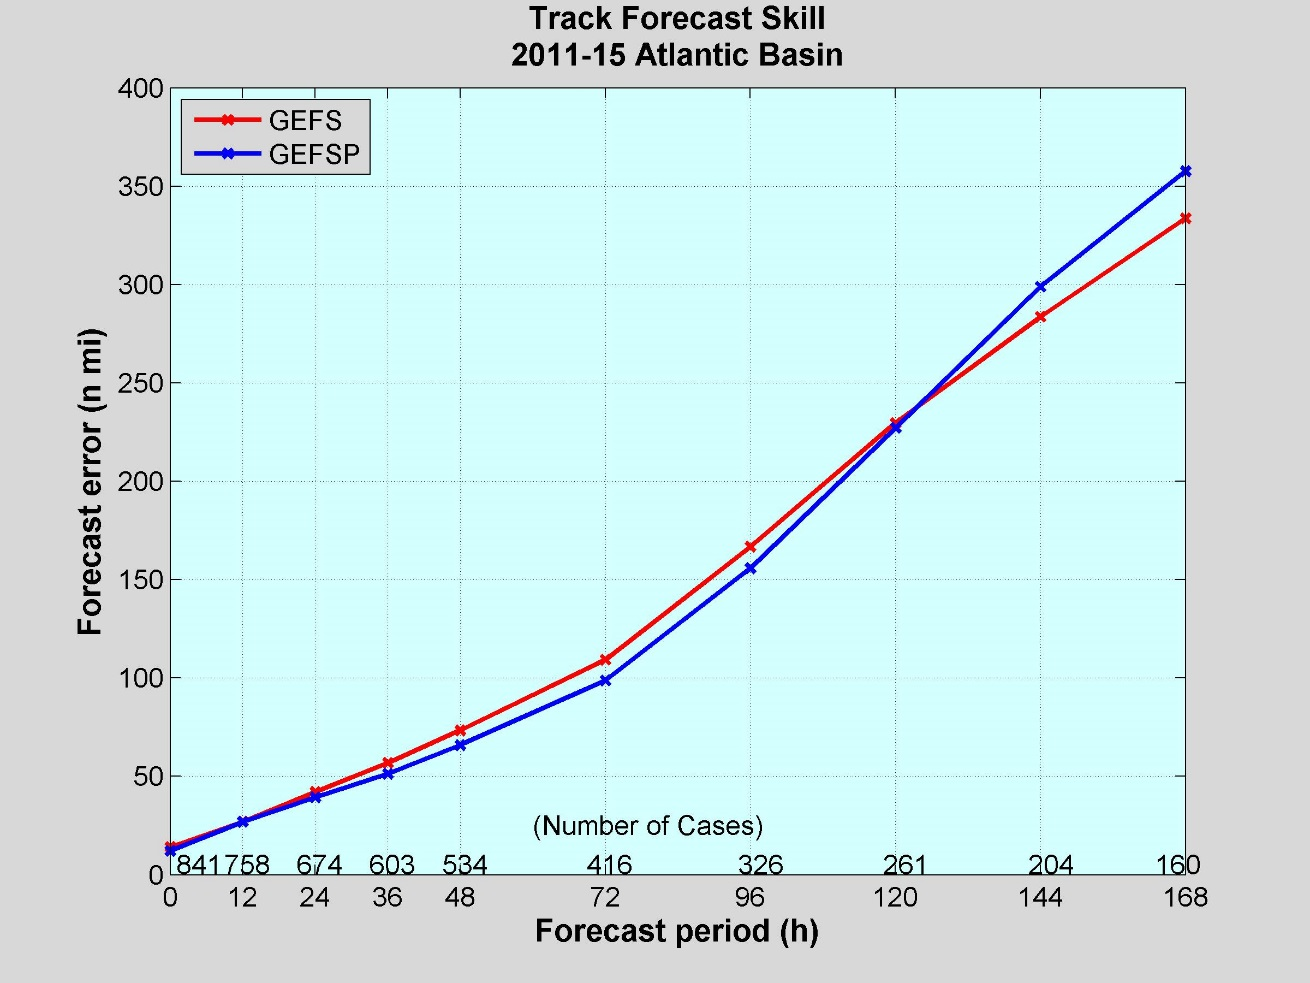 Track Forecast Skill
2011-15 Atlantic Basin
GEFS
GEFSP
400
350
300
250
200
150
100
50
0
Forecast error (n mi)
(Number of Cases)
841 758 674 603 534 416 326 261 204 160
0 12 24 36 48 72 96 120 144 168
Forecast period (h)